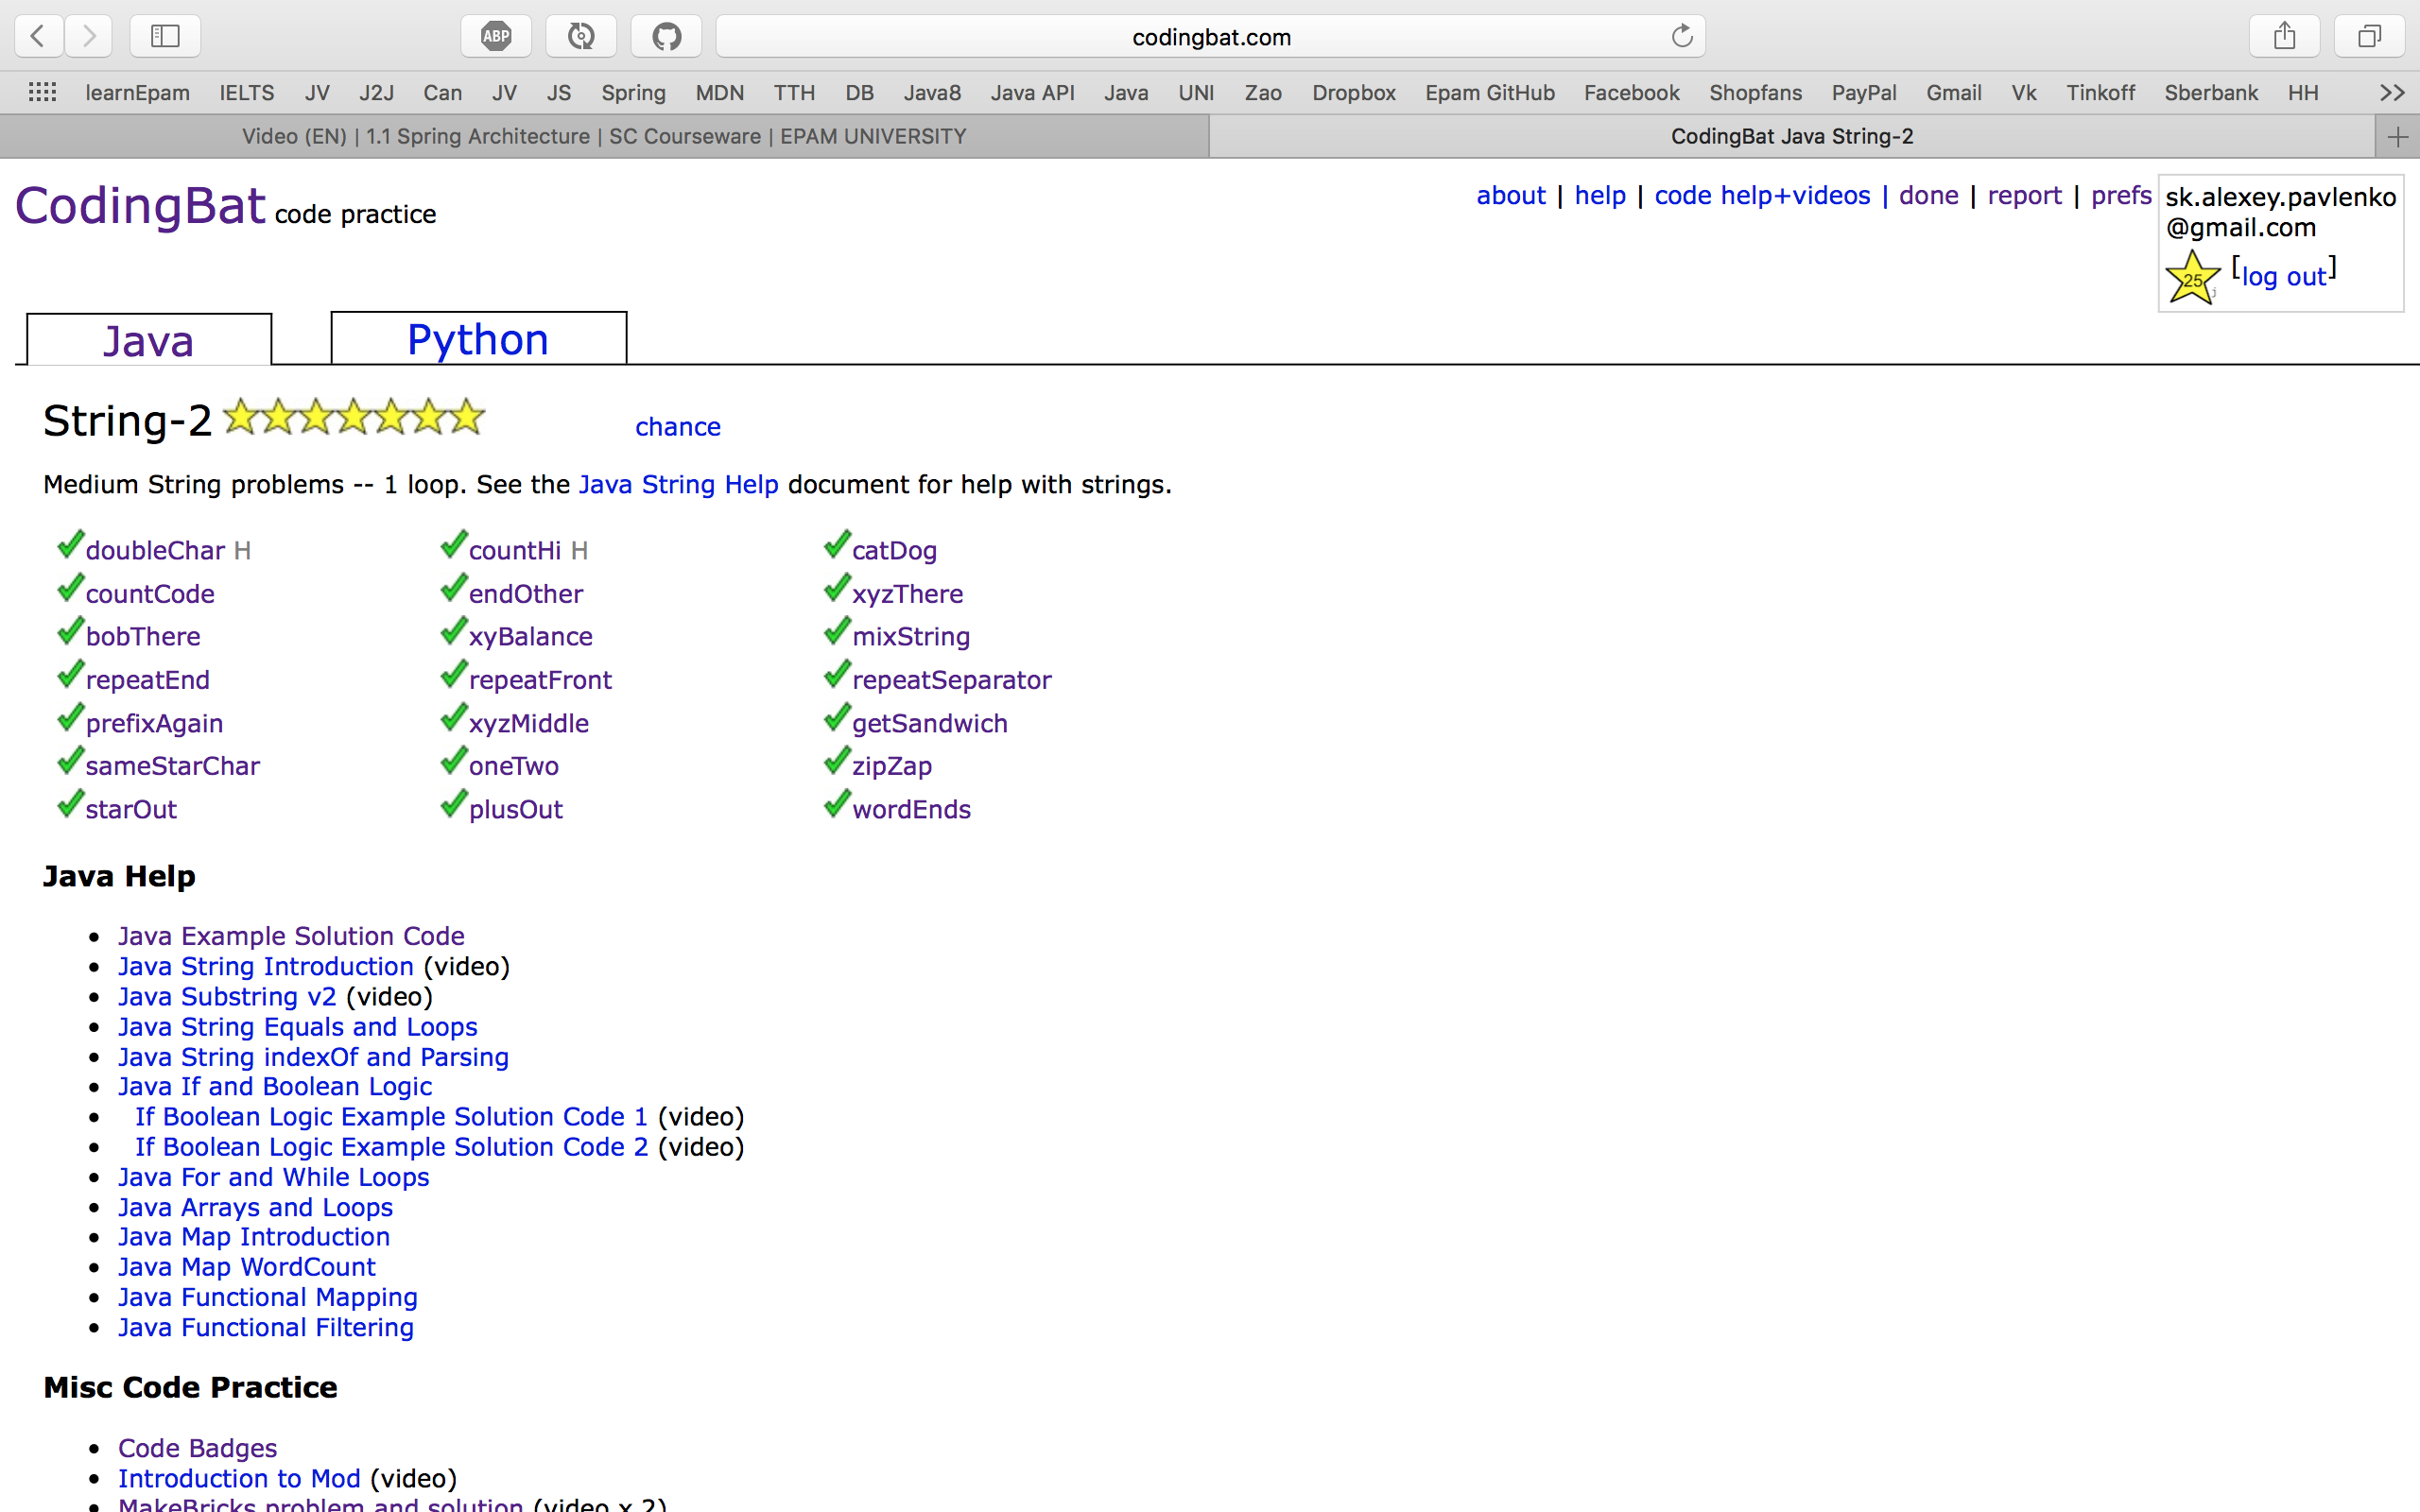 ABP
codingbat.com
learnEpam IELTS JV J2J Can JV JS Spring MDN TTH DB Java8 Java API Java UNI Zao Dropbox Epam GitHub Facebook Shopfans PayPal Gmail Vk Tinkoff Sberbank HH >>
Video (EN) | 1.1 Spring Architecture | SC Courseware | EPAM UNIVERSITY
CodingBat Java String-2
CodingBat code practice
about | help | code help+videos | done | report | prefs
sk.alexey.pavlenko
@gmail.com
25 j [log out]
Java Python
String-2 chance
Medium String problems -- 1 loop. See the Java String Help document for help with strings.
doubleChar H countHi H catDog
countCode endOther xyzThere
bobThere xyBalance mixString
repeatEnd repeatFront repeatSeparator
prefixAgain xyzMiddle getSandwich
sameStarChar oneTwo zipZap
starOut plusOut wordEnds
Java Help
Java Example Solution Code
Java String Introduction (video)
Java Substring v2 (video)
Java String Equals and Loops
Java String indexOf and Parsing
Java If and Boolean Logic
If Boolean Logic Example Solution Code 1 (video)
If Boolean Logic Example Solution Code 2 (video)
Java For and While Loops
Java Arrays and Loops
Java Map Introduction
Java Map WordCount
Java Functional Mapping
Java Functional Filtering
Misc Code Practice
Code Badges
Introduction to Mod (video)
MakeBricks problem and solution (video x 2)